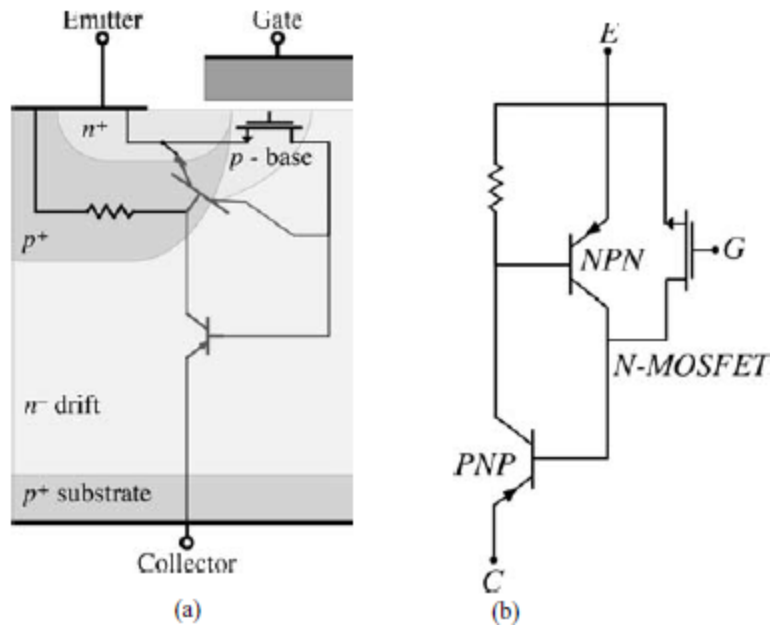 Emitter
Gate
n+
p - base
p+
n− drift
p+ substrate
Collector
(a)
E
NPN
G
N-MOSFET
PNP
C
(b)